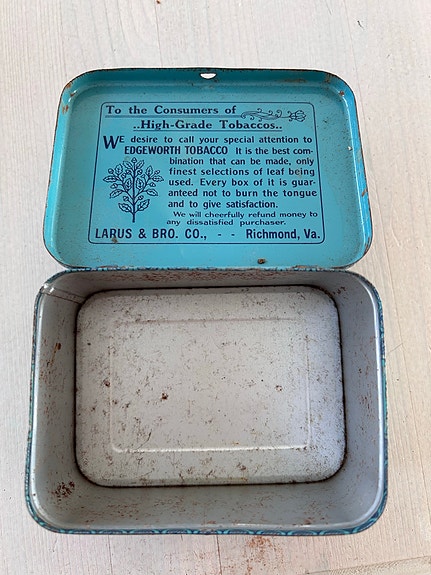 To the Consumers of
..High-Grade Tobaccos..
WE desire to call your special attention to
EDGEWORTH TOBACCO It is the best com-
bination that can be made, only
finest selections of leaf being
used. Every box of it is guar-
anteed not to burn the tongue
and to give satisfaction.
We will cheerfully refund money to
any dissatisfied purchaser.
LARUS & BRO. CO., - - Richmond, Va.